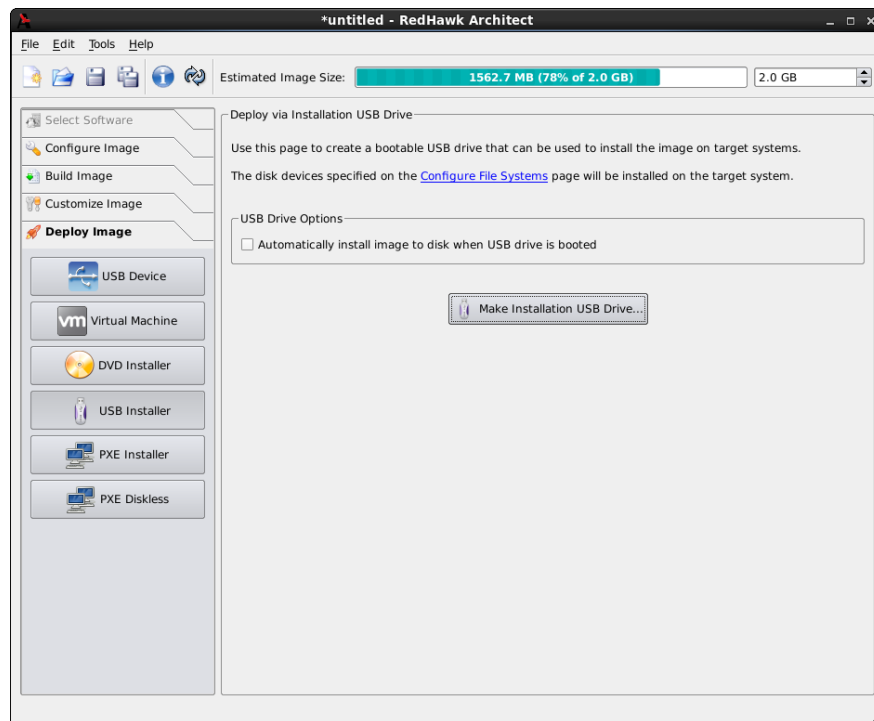 *untitled - RedHawk Architect
File Edit Tools Help
Estimated Image Size: 1562.7 MB (78% of 2.0 GB) 2.0 GB
Select Software
Configure Image
Build Image
Customize Image
Deploy Image
USB Device
vm Virtual Machine
DVD Installer
USB Installer
PXE Installer
PXE Diskless
Deploy via Installation USB Drive
Use this page to create a bootable USB drive that can be used to install the image on target systems.
The disk devices specified on the Configure File Systems page will be installed on the target system.
USB Drive Options
Automatically install image to disk when USB drive is booted
Make Installation USB Drive...